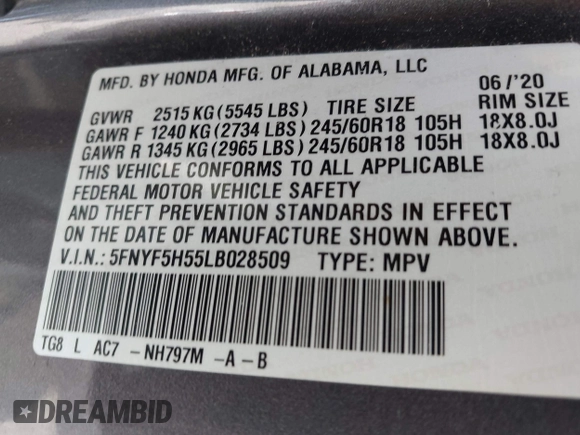 MFD. BY HONDA MFG. OF ALABAMA, LLC
06/'20
GVWR 2515 KG (5545 LBS) TIRE SIZE RIM SIZE
GAWR F 1240 KG (2734 LBS) 245/60R18 105H 18X8.0J
GAWR R 1345 KG (2965 LBS) 245/60R18 105H 18X8.0J
THIS VEHICLE CONFORMS TO ALL APPLICABLE
FEDERAL MOTOR VEHICLE SAFETY
AND THEFT PREVENTION STANDARDS IN EFFECT
ON THE DATE OF MANUFACTURE SHOWN ABOVE.
V.I.N.: 5FNYF5H55LB028509 TYPE: MPV
TG8 L AC7 -NH797M -A-B
DREAMBID